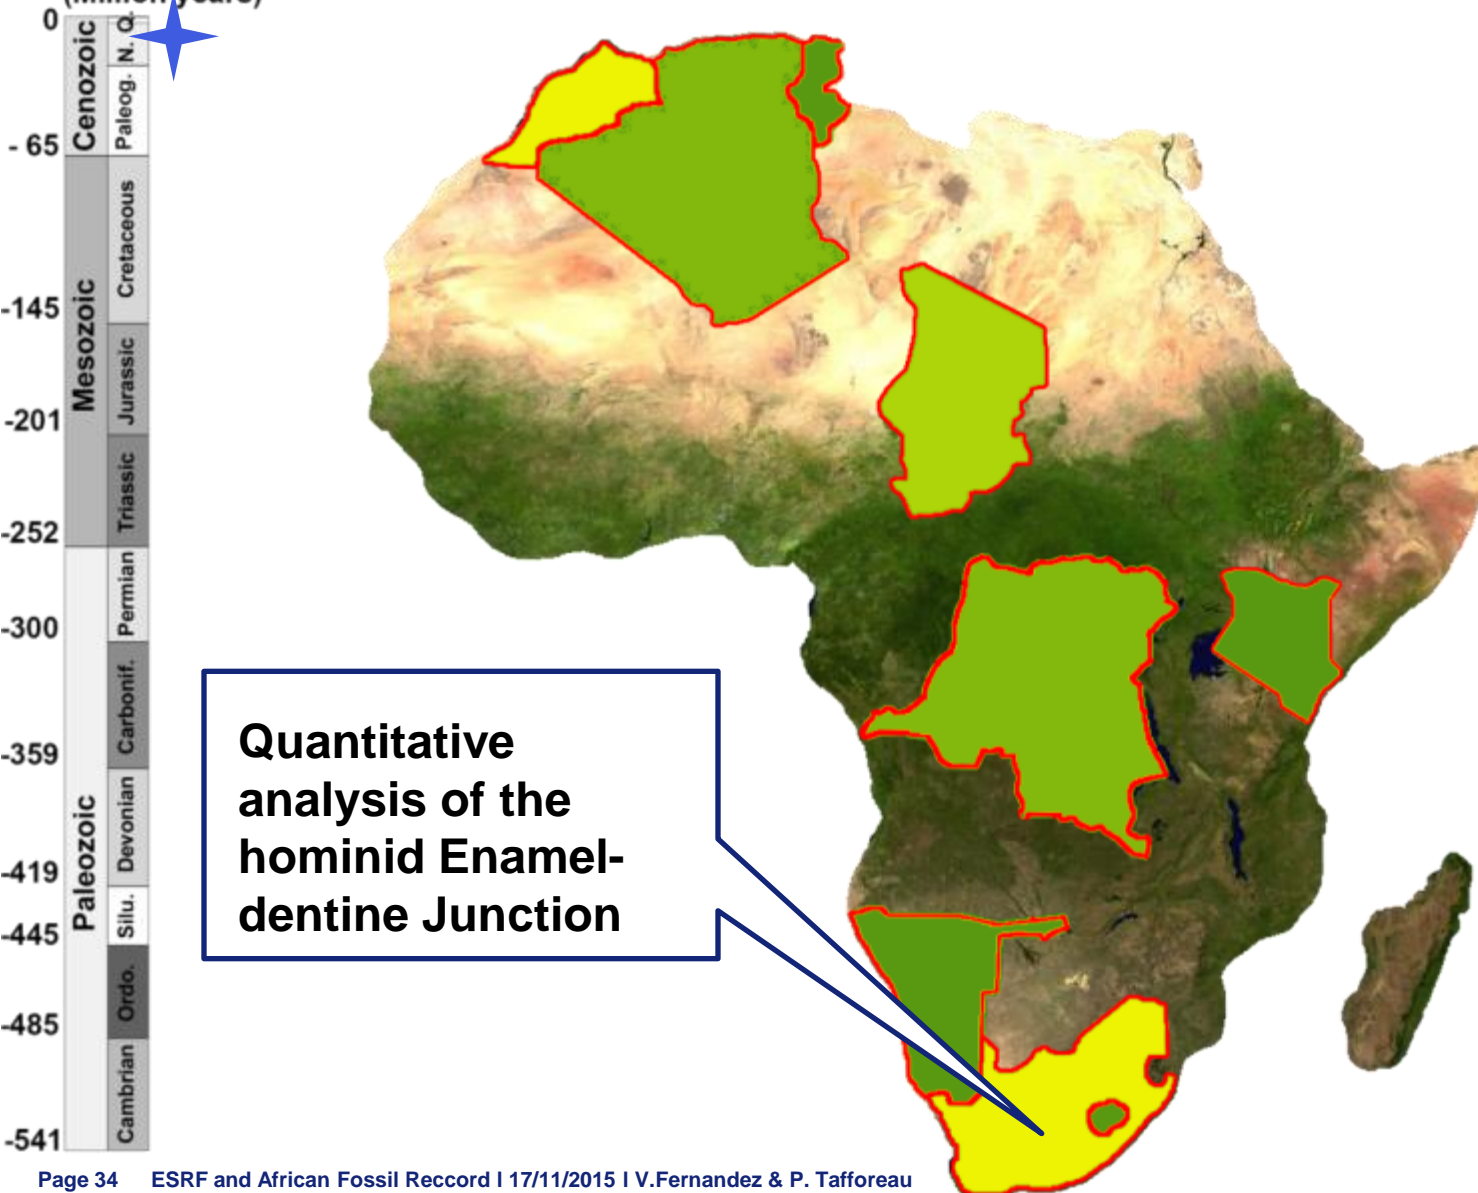 (Million years)
0
- 65
-145
-201
-252
-300
-359
-419
-445
-485
-541
Cenozoic
Mesozoic
Paleozoic
N. Q.
Paleog.
Cretaceous
Jurassic
Triassic
Permian
Carbonif.
Devonian
Silu.
Ordo.
Cambrian
Quantitative
analysis of the
hominid Enamel-
dentine Junction
Page 34 ESRF and African Fossil Reccord l 17/11/2015 l V.Fernandez & P. Tafforeau